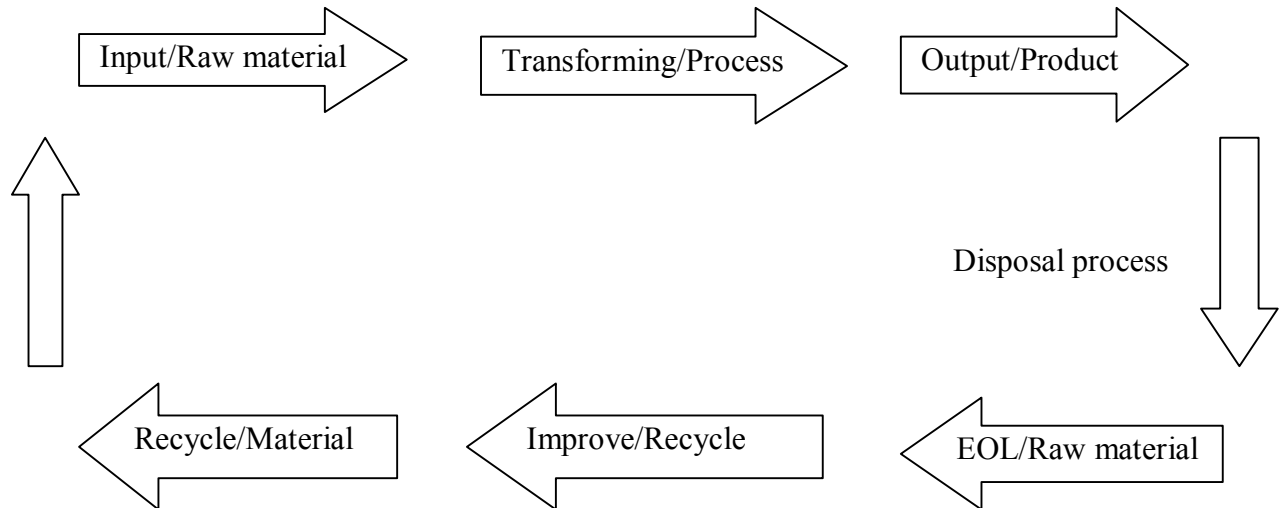 Input/Raw material
Transforming/Process
Output/Product
Disposal process
Recycle/Material
Improve/Recycle
EOL/Raw material